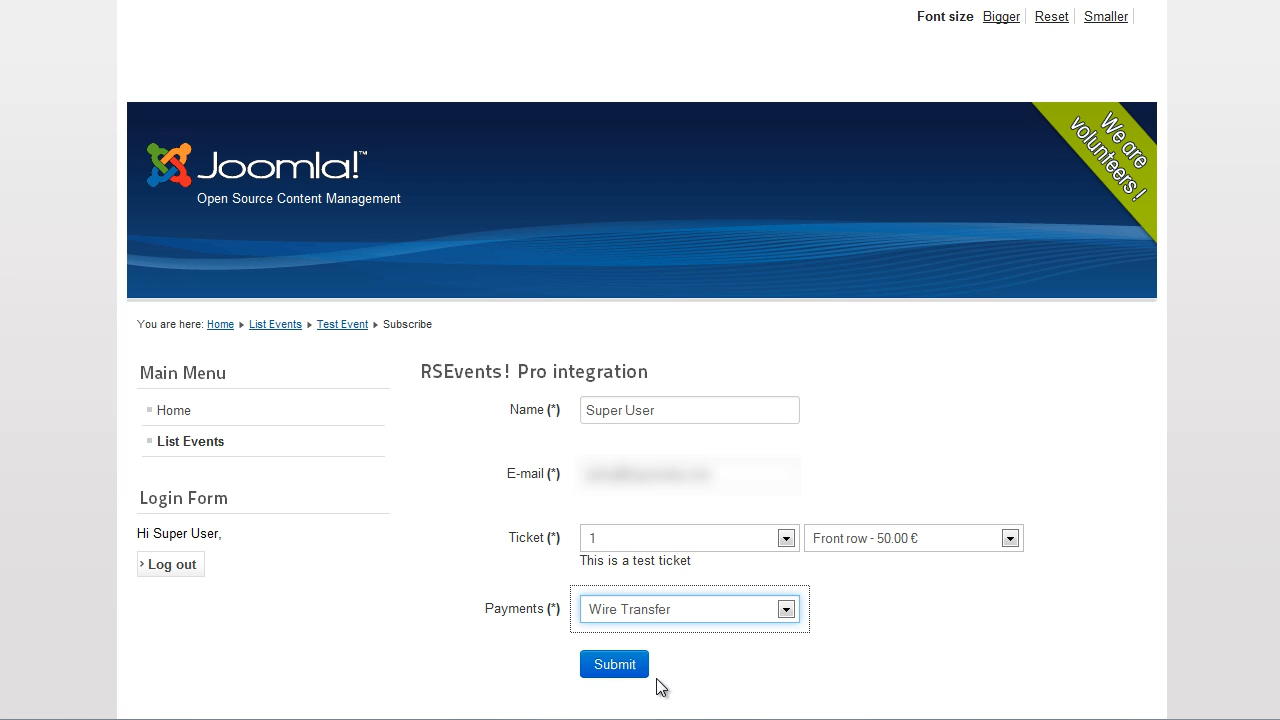 Font size Bigger Reset Smaller
We are
volunteers!
Joomla!™
Open Source Content Management
You are here: Home List Events Test Event Subscribe
Main Menu
Home
List Events
Login Form
Hi Super User,
Log out
RSEvents! Pro integration
Name (*) Super User
E-mail (*)
Ticket (*) 1 Front row - 50.00 €
This is a test ticket
Payments (*) Wire Transfer
Submit